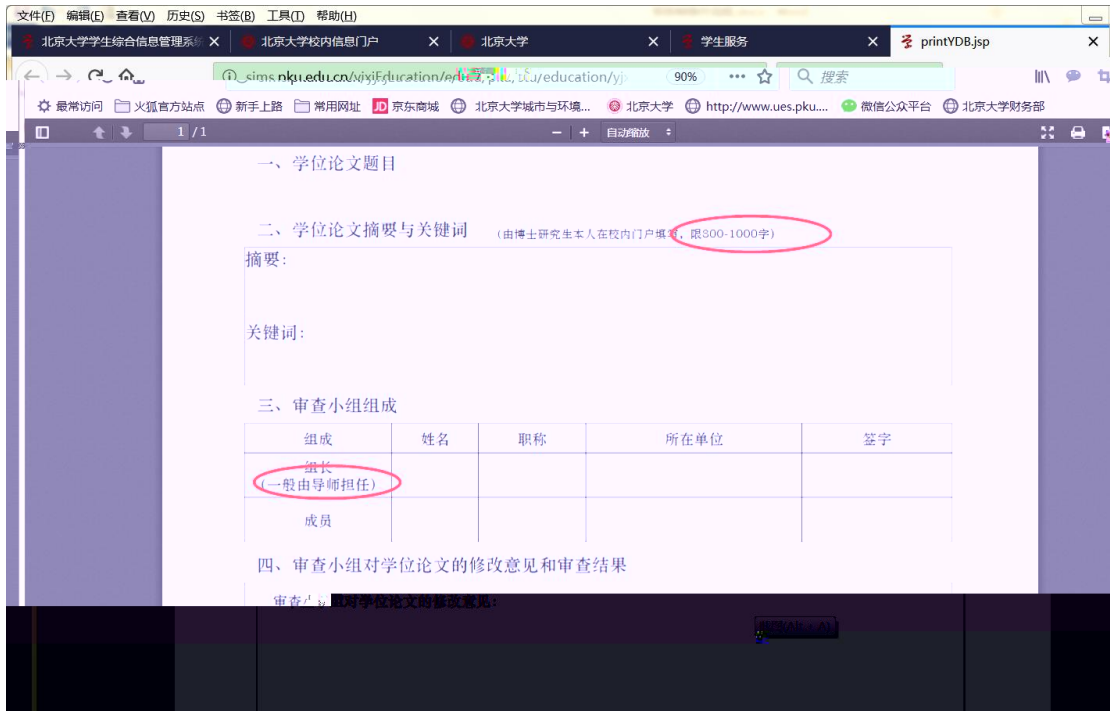 文件(F) 编辑(E) 查看(V) 历史(S) 书签(B) 工具(T) 帮助(H)
北京大学学生综合信息管理系统 × 北京大学校内信息门户 × 北京大学 × 学生服务 × printYDB.jsp ×
sims.pku.edu.cn 90% 搜索
最常访问 火狐官方站点 新手上路 常用网址 JD 京东商城 北京大学城市与环境... 北京大学 http://www.ues.pku.... 微信公众平台 北京大学财务部
1 / 1 − + 自动缩放
一、学位论文题目
二、学位论文摘要与关键词 (由博士研究生本人在校内门户填写，限800-1000字)
摘要:
关键词:
三、审查小组组成
组成 姓名 职称 所在单位 签字
组长
(一般由导师担任)
成员
四、审查小组对学位论文的修改意见和审查结果
审查小组对学位论文的修改意见: